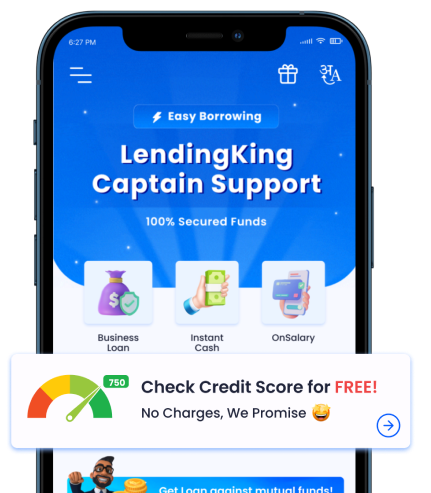 6:27 PM
अA
Easy Borrowing
LendingKing
Captain Support
100% Secured Funds
$
Business
Loan
Instant
Cash
OnSalary
750
Check Credit Score for FREE!
No Charges, We Promise
Get Loan against mutual funds!